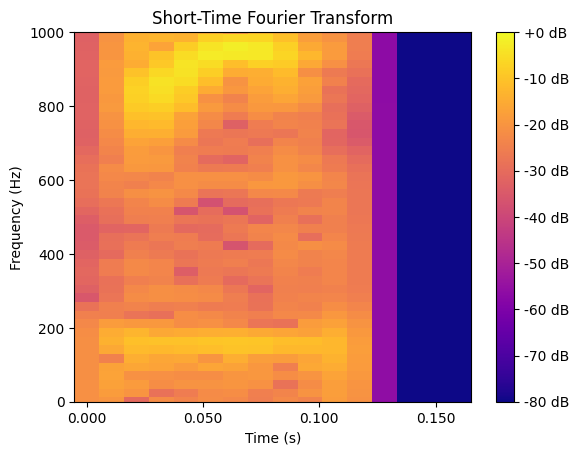 Short-Time Fourier Transform
Frequency (Hz)
1000
800
600
400
200
0
0.000
0.050
0.100
0.150
Time (s)
+0 dB
-10 dB
-20 dB
-30 dB
-40 dB
-50 dB
-60 dB
-70 dB
-80 dB